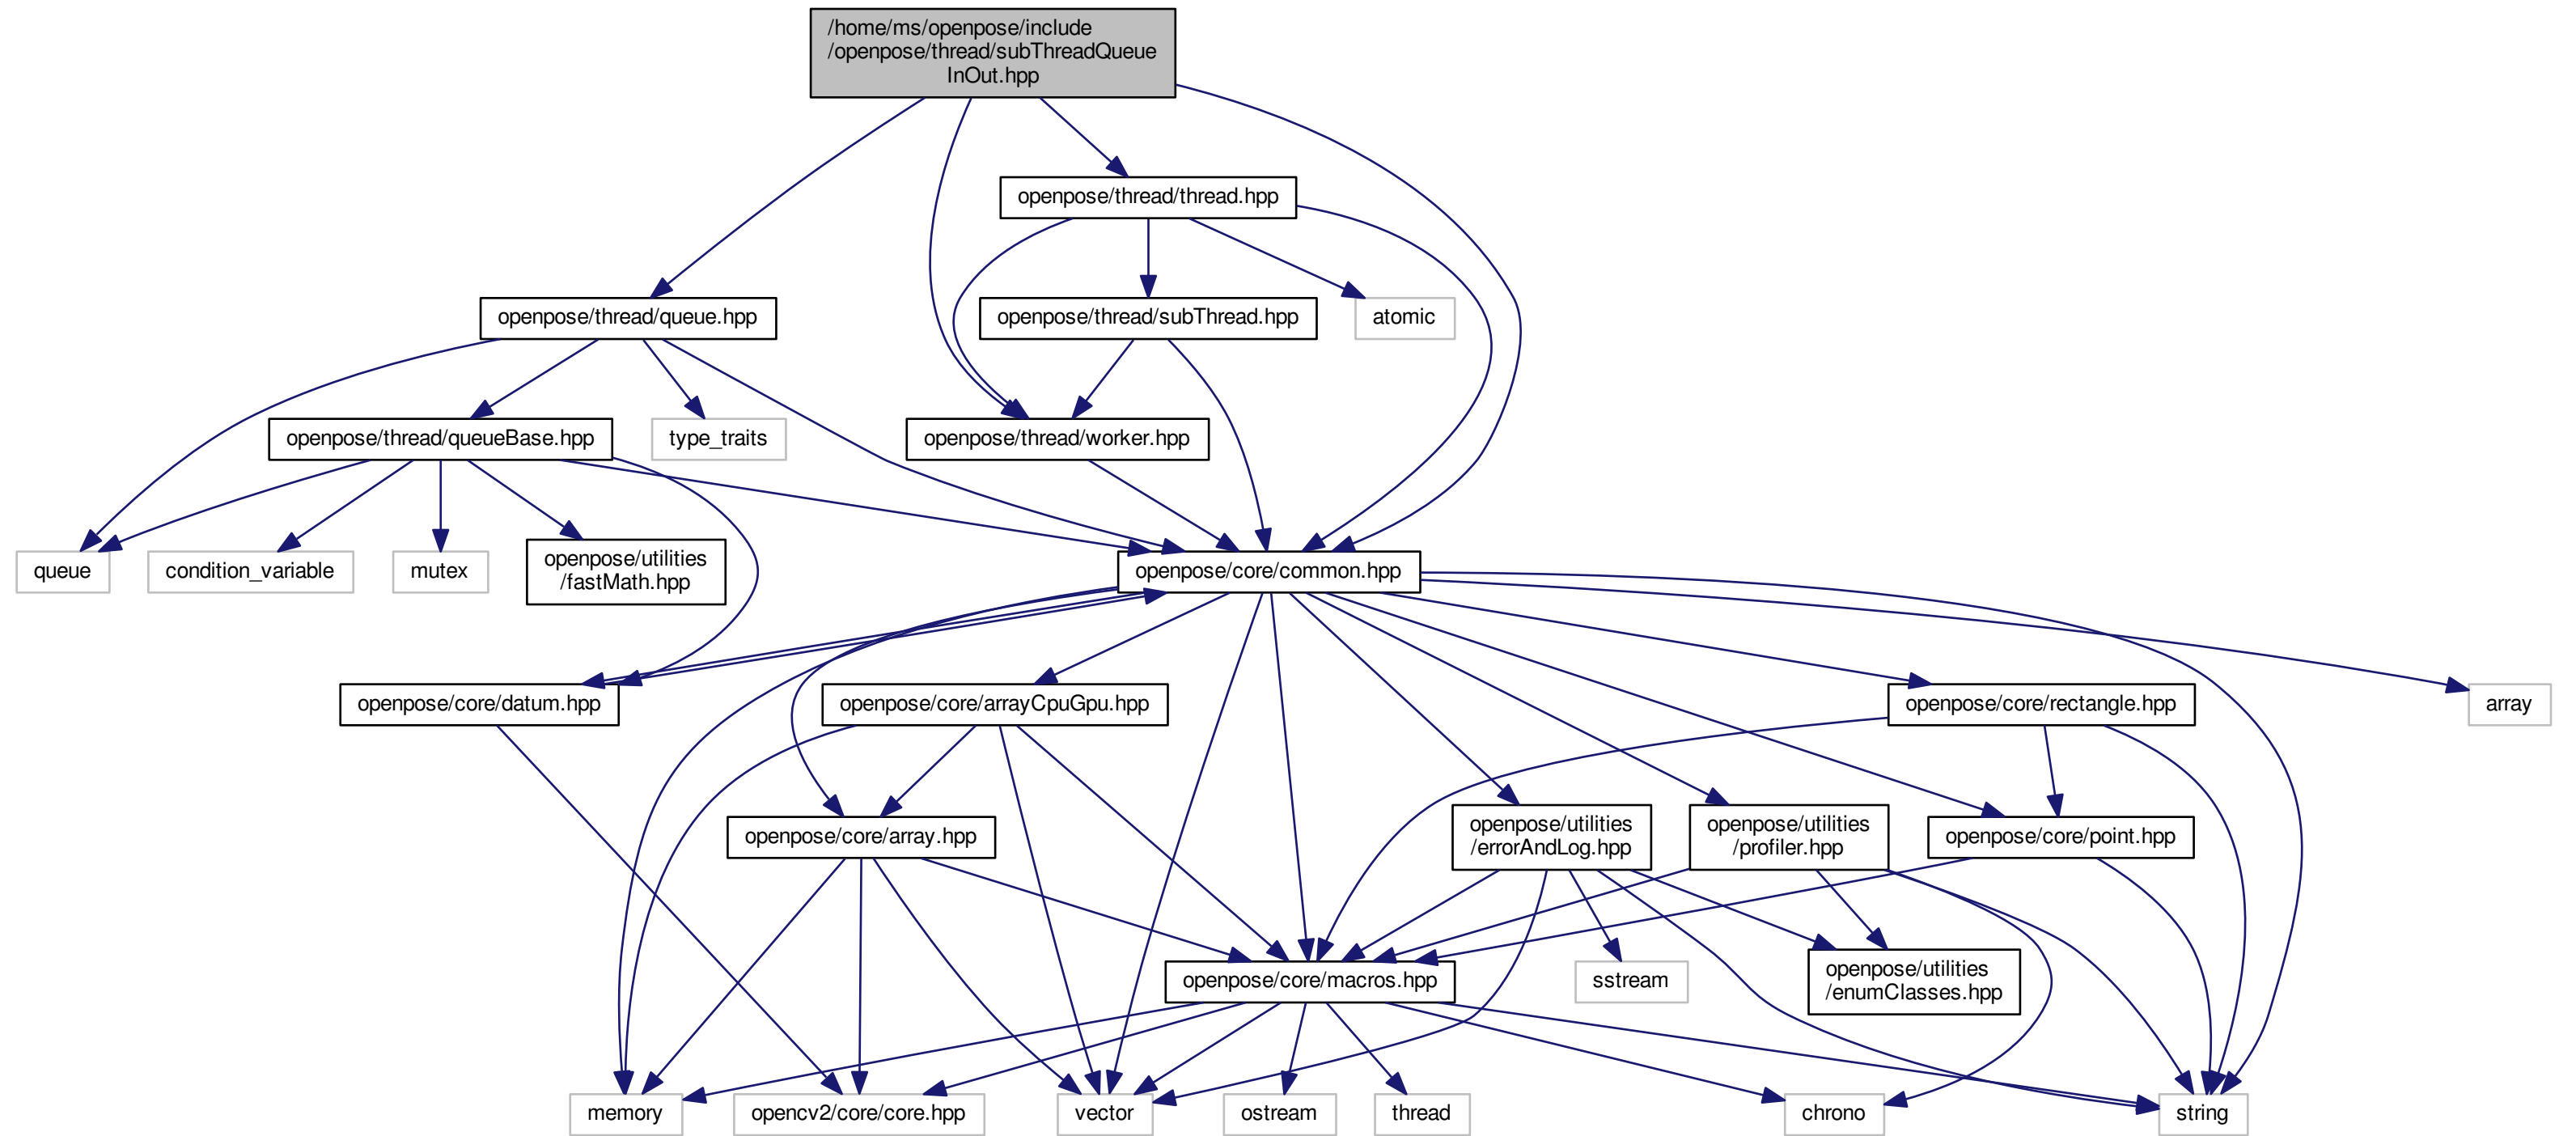 /home/ms/openpose/include
/openpose/thread/subThreadQueue
InOut.hpp
openpose/thread/thread.hpp
openpose/thread/queue.hpp
openpose/thread/subThread.hpp
atomic
openpose/thread/queueBase.hpp
type_traits
openpose/thread/worker.hpp
queue
condition_variable
mutex
openpose/utilities
/fastMath.hpp
openpose/core/common.hpp
openpose/core/datum.hpp
openpose/core/arrayCpuGpu.hpp
openpose/core/rectangle.hpp
array
openpose/core/array.hpp
openpose/utilities
/errorAndLog.hpp
openpose/utilities
/profiler.hpp
openpose/core/point.hpp
openpose/core/macros.hpp
sstream
openpose/utilities
/enumClasses.hpp
memory
opencv2/core/core.hpp
vector
ostream
thread
chrono
string